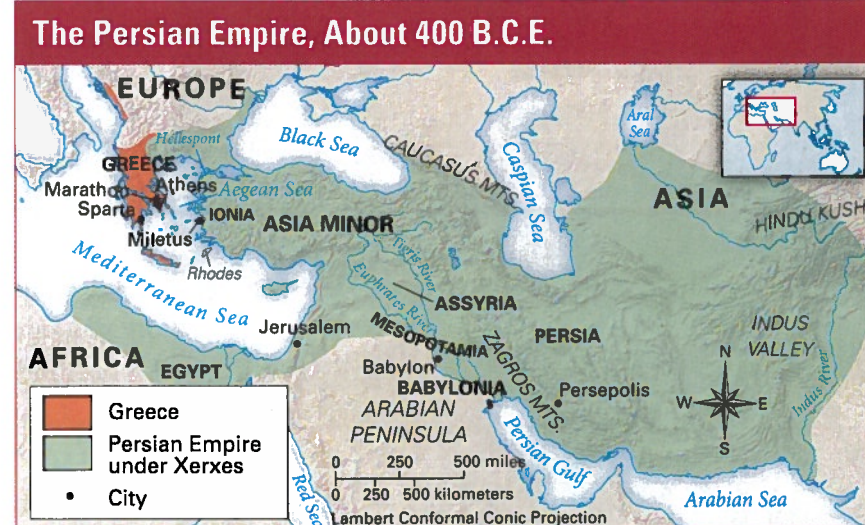 The Persian Empire, About 400 B.C.E.
EUROPE
Hellespont
Black Sea
CAUCASUS MTS.
Caspian Sea
Aral
Sea
ASIA
HINDU KUSH
GREECE
Marathon
Athens
Aegean Sea
Sparta
IONIA
ASIA MINOR
Miletus
Rhodes
Mediterranean Sea
Tigris River
Euphrates River
ASSYRIA
MESOPOTAMIA
ZAGROS MTS.
PERSIA
INDUS
VALLEY
Indus River
Jerusalem
AFRICA
EGYPT
Babylon
BABYLONIA
Persepolis
ARABIAN
PENINSULA
Persian Gulf
Arabian Sea
Red Sea
N
W
E
S
Greece
Persian Empire
under Xerxes
City
0 250 500 miles
0 250 500 kilometers
Lambert Conformal Conic Projection